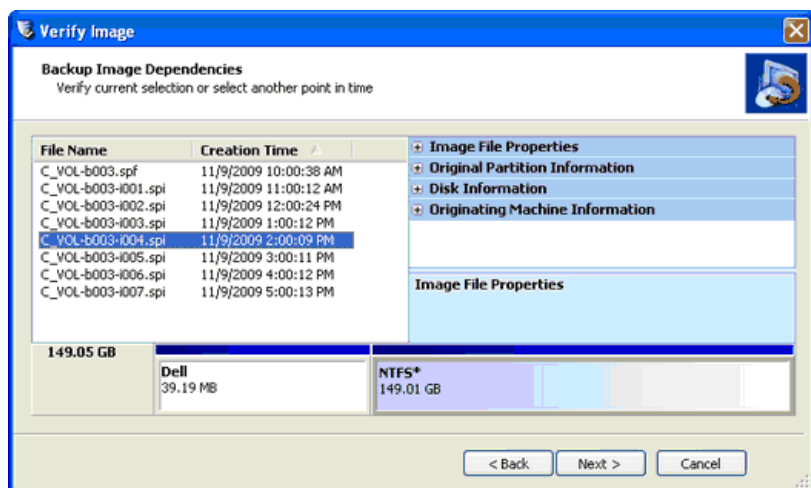 Verify Image
Backup Image Dependencies
Verify current selection or select another point in time
File Name Creation Time
C_VOL-b003.spf 11/9/2009 10:00:38 AM
C_VOL-b003-i001.spi 11/9/2009 11:00:12 AM
C_VOL-b003-i002.spi 11/9/2009 12:00:24 PM
C_VOL-b003-i003.spi 11/9/2009 1:00:12 PM
C_VOL-b003-i004.spi 11/9/2009 2:00:09 PM
C_VOL-b003-i005.spi 11/9/2009 3:00:11 PM
C_VOL-b003-i006.spi 11/9/2009 4:00:12 PM
C_VOL-b003-i007.spi 11/9/2009 5:00:13 PM
Image File Properties
Original Partition Information
Disk Information
Originating Machine Information
Image File Properties
149.05 GB
Dell
39.19 MB
NTFS*
149.01 GB
< Back Next > Cancel